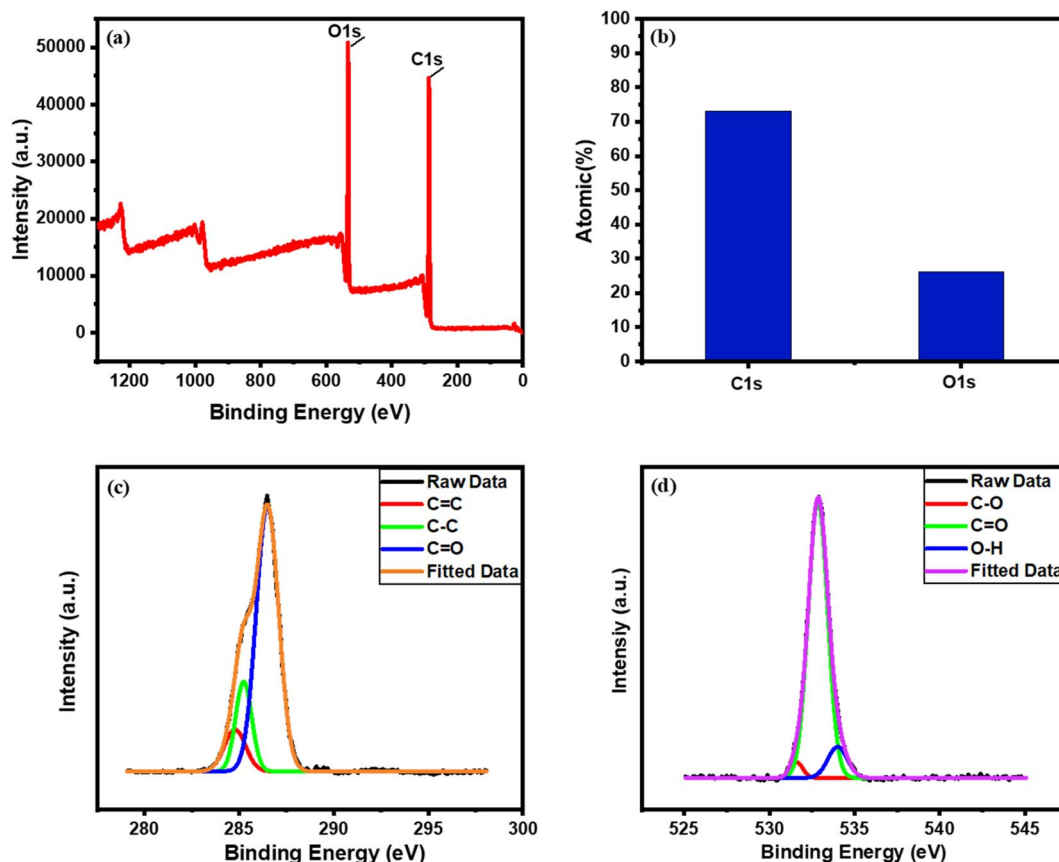 (a)
O1s
C1s
50000
40000
30000
20000
10000
0
Intensity (a.u.)
1200 1000 800 600 400 200 0
Binding Energy (eV)
(b)
100
90
80
70
60
50
40
30
20
10
0
Atomic(%)
C1s O1s
(c)
Raw Data
C=C
C-C
C=O
Fitted Data
Intensity (a.u.)
280 285 290 295 300
Binding Energy (eV)
(d)
Raw Data
C-O
C=O
O-H
Fitted Data
Intensiy (a.u.)
525 530 535 540 545
Binding Energy (eV)